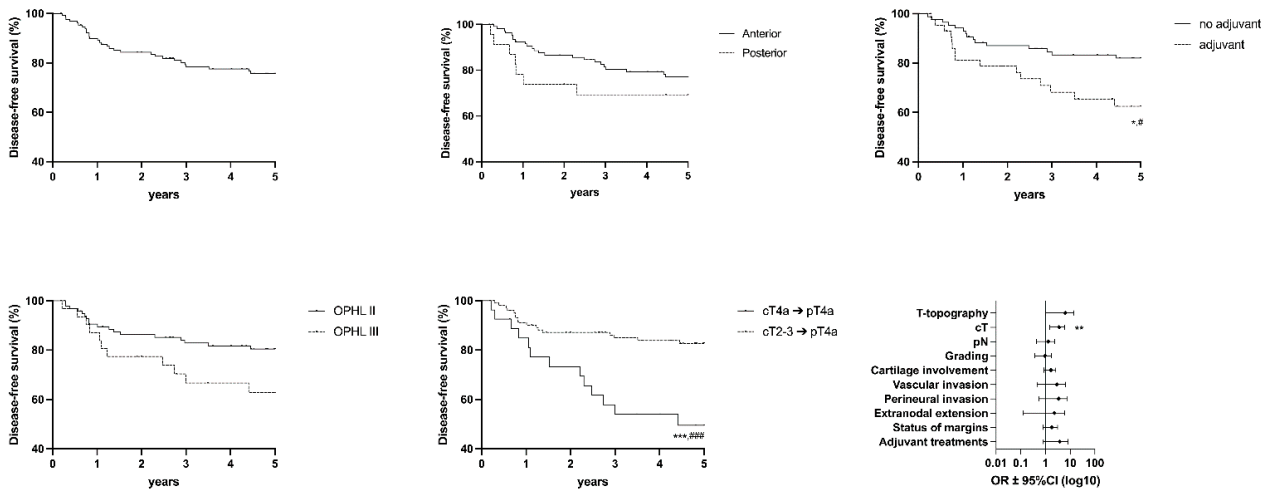 Disease-free survival (%)
100
80
60
40
0 1 2 3 4 5
years
Disease-free survival (%)
100
80
60
40
0 1 2 3 4 5
years
Anterior
Posterior
Disease-free survival (%)
100
80
60
40
0 1 2 3 4 5
years
no adjuvant
adjuvant
*,#
Disease-free survival (%)
100
80
60
40
0 1 2 3 4 5
years
OPHL II
OPHL III
Disease-free survival (%)
100
80
60
40
0 1 2 3 4 5
years
cT4a ➔ pT4a
cT2-3 ➔ pT4a
***,###
T-topography
cT
**
pN
Grading
Cartilage involvement
Vascular invasion
Perineural invasion
Extranodal extension
Status of margins
Adjuvant treatments
0.01 0.1 1 10 100
OR ± 95%CI (log10)